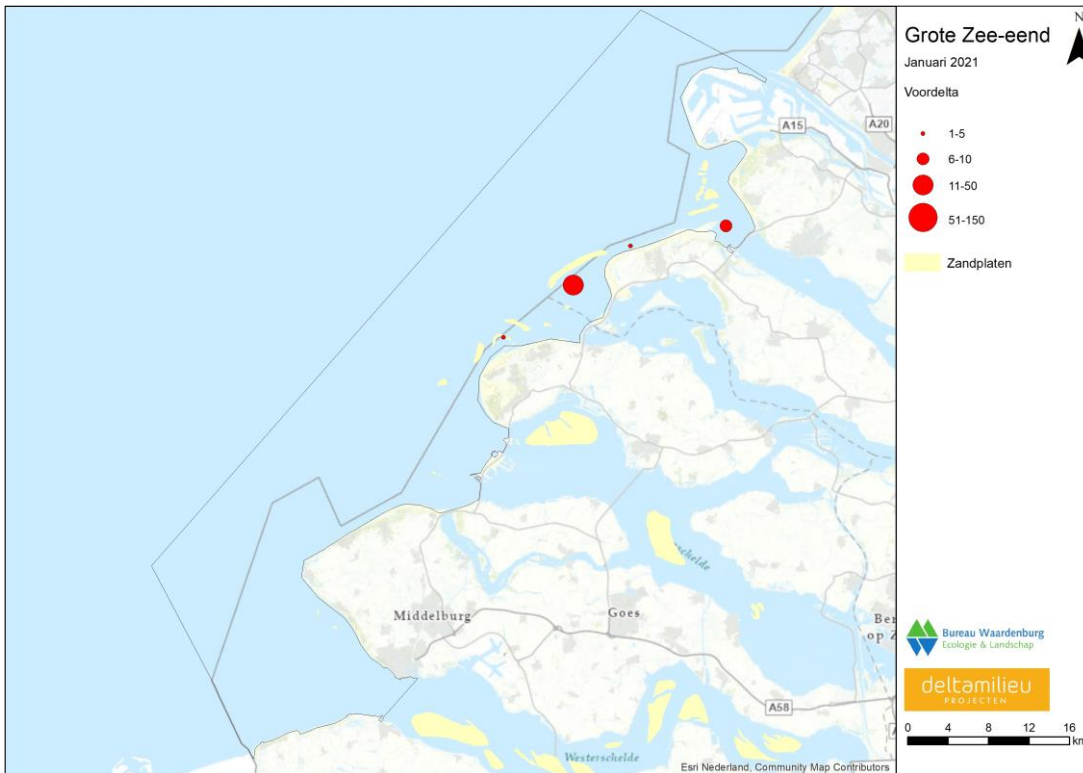 Grote Zee-eend
N
Januari 2021
Voordelta
1-5
6-10
11-50
51-150
Zandplaten
A15
A20
Middelburg
Goes
A58
Westerschelde
Bureau Waardenburg
Ecologie & Landschap
deltamilieu
PROJECTEN
0 4 8 12 16
km
Esri Nederland, Community Map Contributors